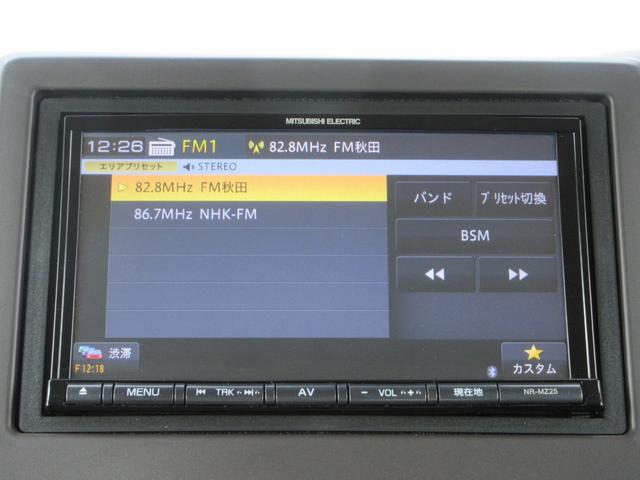 MITSUBISHI ELECTRIC
12:26 FM1 82.8MHz FM秋田
エリアプリセット STEREO
82.8MHz FM秋田
86.7MHz NHK-FM
バンド プリセット切換
BSM
渋滞
F12:18
カスタム
MENU TRK AV − VOL + 現在地 NR-MZ25